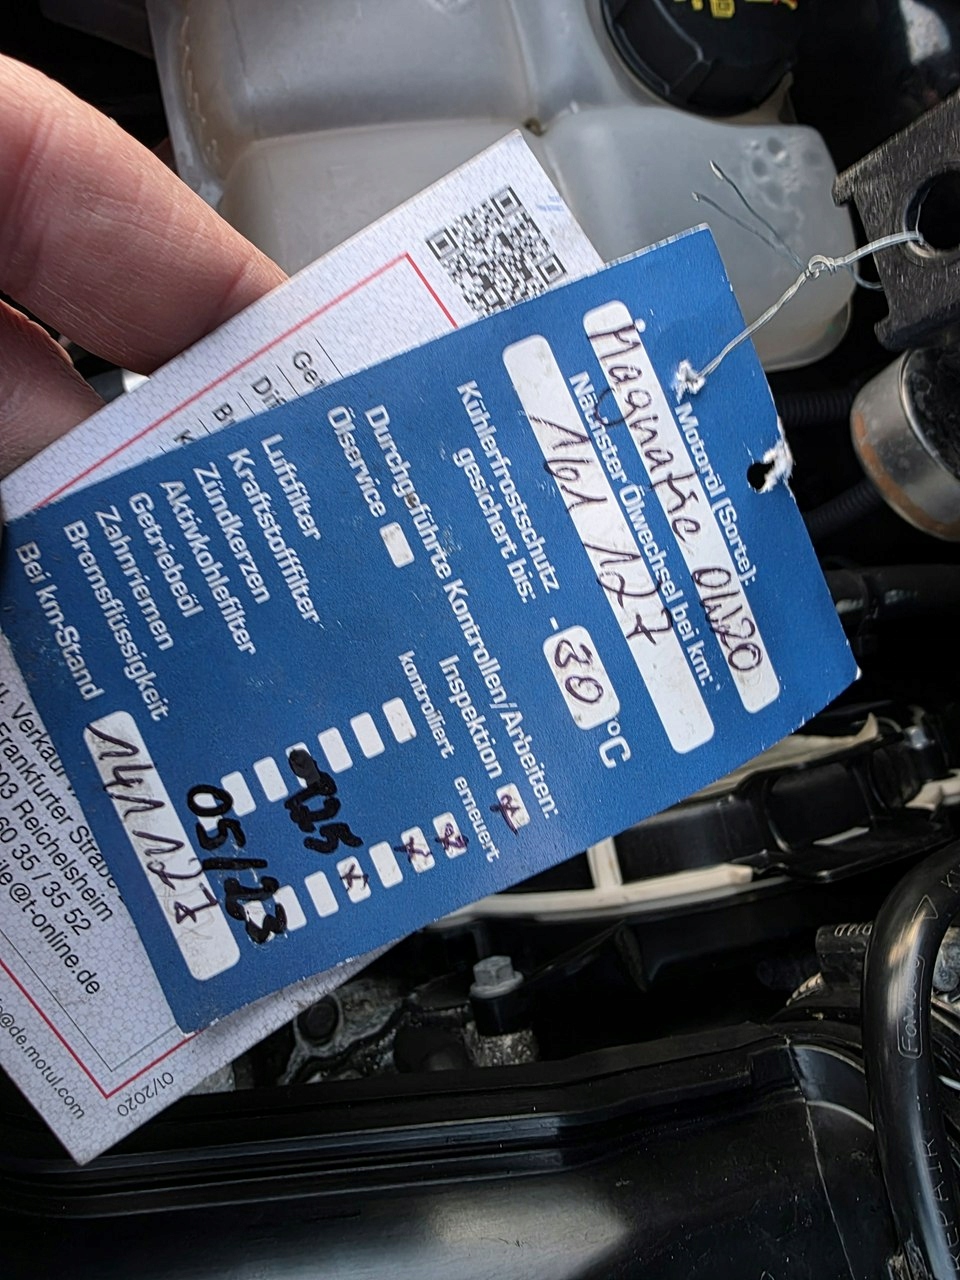 Motoröl (Sorte):
Magnatic 0W20
Nächster Ölwechsel bei km:
161 127
Kühlerfrostschutz
gesichert bis: - 30 °C
Durchgeführte Kontrollen/Arbeiten:
Ölservice Inspektion x
kontrolliert erneuert
Luftfilter x
Kraftstofffilter x
Zündkerzen
Aktivkohlefilter x
Getriebeöl
Zahnriemen
Bremsflüssigkeit
05/23
Bei km-Stand 141 127
Frankfurter Straße
Reichelsheim
60 35 / 35 52
@t-online.de
@de.motul.com
01/2020